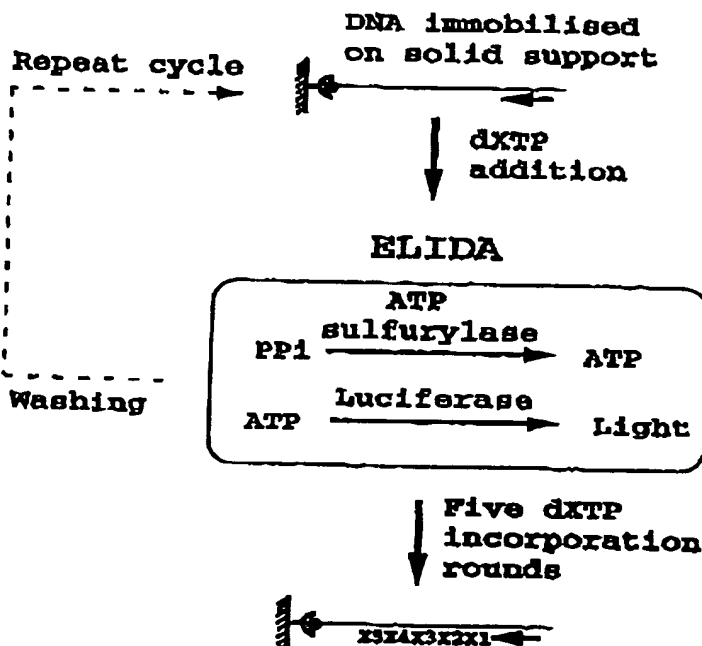 DNA immobilised
on solid support
Repeat cycle
dXTP
addition
ELIDA
ATP
sulfurylase
PPi
ATP
Washing
Luciferase
ATP
Light
Five dXTP
incorporation
rounds
X5X4X3X2X1